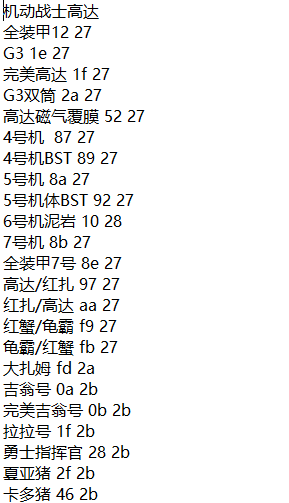 机动战士高达
全装甲12 27
G3 1e 27
完美高达 1f 27
G3双筒 2a 27
高达磁气覆膜 52 27
4号机  87 27
4号机BST 89 27
5号机 8a 27
5号机体BST 92 27
6号机泥岩 10 28
7号机 8b 27
全装甲7号 8e 27
高达/红扎 97 27
红扎/高达 aa 27
红蟹/龟霸 f9 27
龟霸/红蟹 fb 27
大扎姆 fd 2a
吉翁号 0a 2b
完美吉翁号 0b 2b
拉拉号 1f 2b
勇士指挥官 28 2b
夏亚猪 2f 2b
卡多猪 46 2b